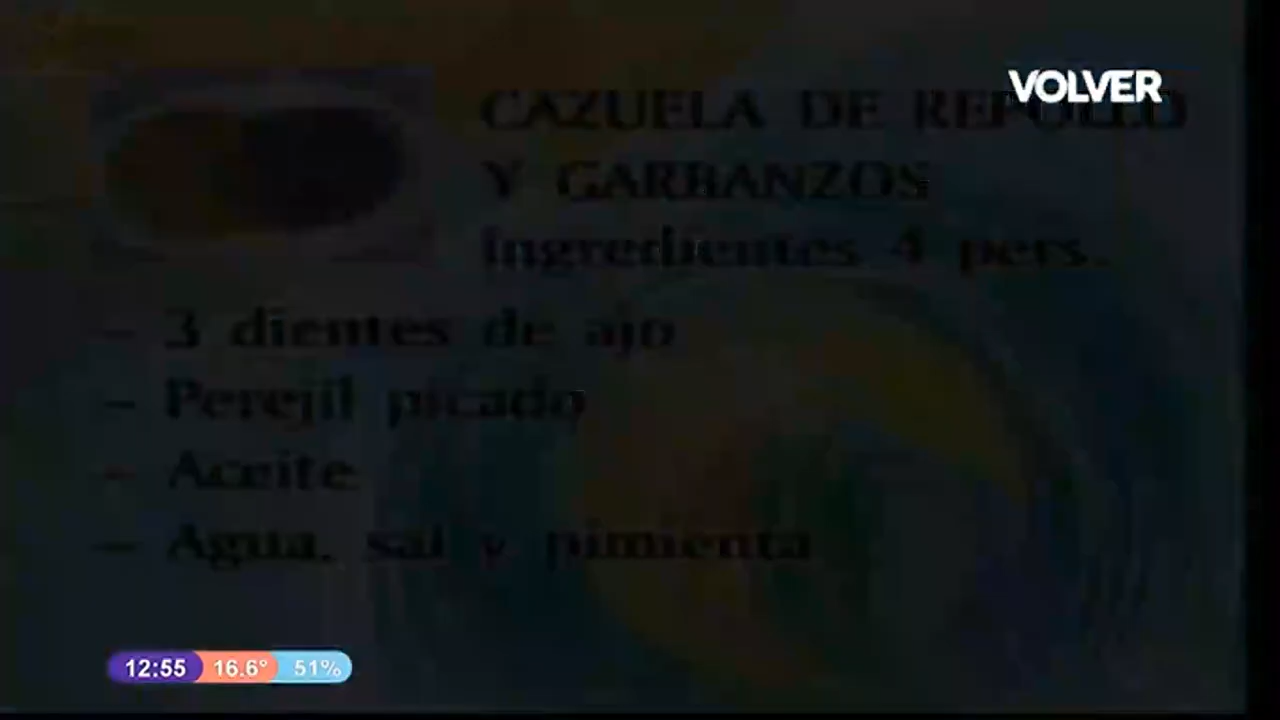 VOLVER
CAZUELA DE REPOLLO
Y GARBANZOS
Ingredientes 4 pers.
- 3 dientes de ajo
- Perejil picado
- Aceite
- Agua, sal y pimienta
12:55 16.6° 51%